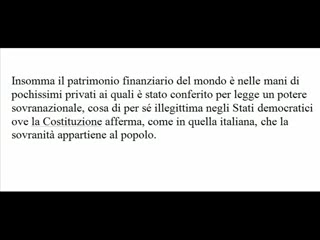 Insomma il patrimonio finanziario del mondo è nelle mani di
pochissimi privati ai quali è stato conferito per legge un potere
sovranazionale, cosa di per sé illegittima negli Stati democratici
ove la Costituzione afferma, come in quella italiana, che la
sovranità appartiene al popolo.